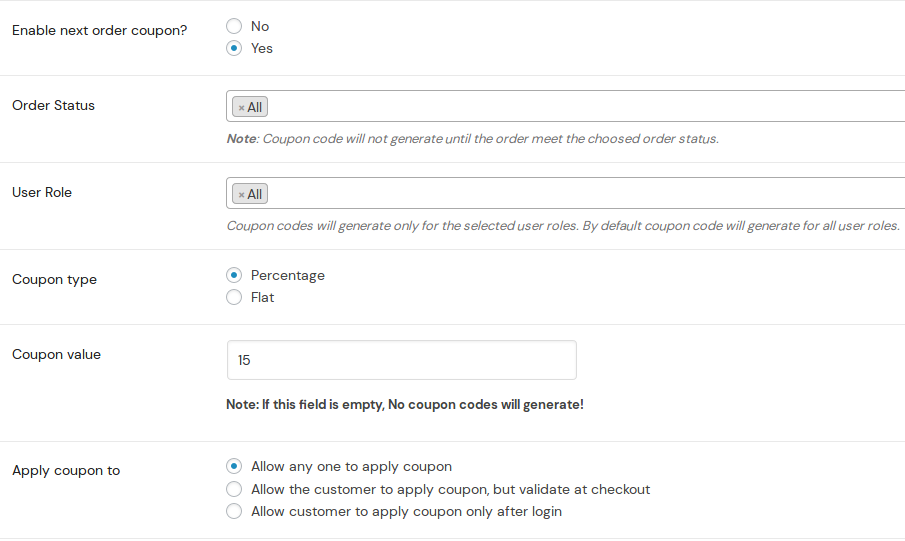 Enable next order coupon?
No
Yes
Order Status
× All
Note: Coupon code will not generate until the order meet the choosed order status.
User Role
× All
Coupon codes will generate only for the selected user roles. By default coupon code will generate for all user roles.
Coupon type
Percentage
Flat
Coupon value
15
Note: If this field is empty, No coupon codes will generate!
Apply coupon to
Allow any one to apply coupon
Allow the customer to apply coupon, but validate at checkout
Allow customer to apply coupon only after login